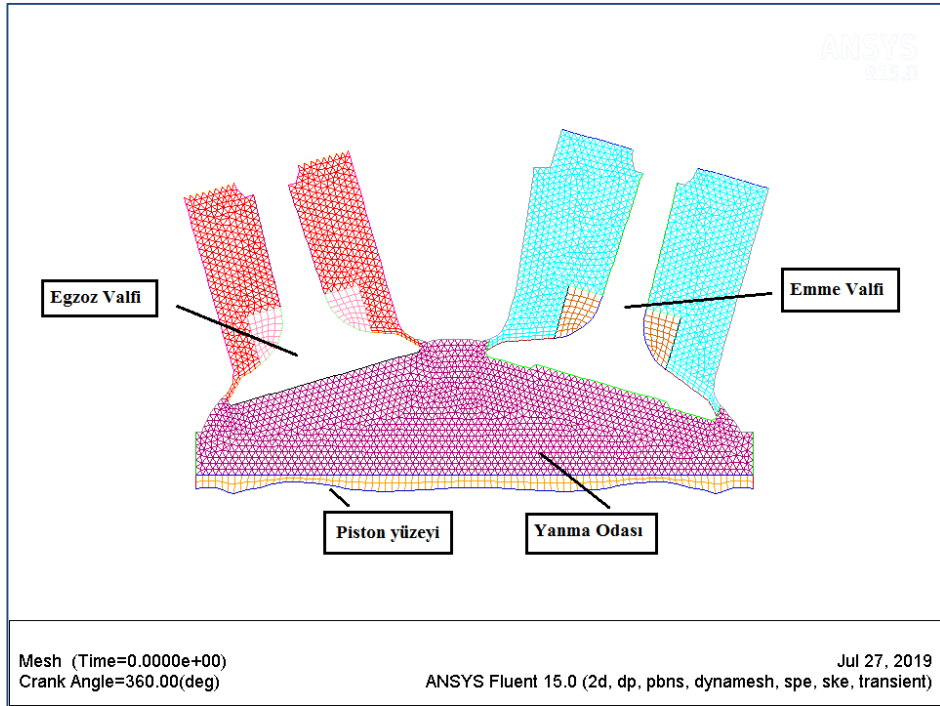 ANSYS
R15.0
Egzoz Valfi
Emme Valfi
Piston yüzeyi
Yanma Odası
Mesh (Time=0.0000e+00)
Crank Angle=360.00(deg)
Jul 27, 2019
ANSYS Fluent 15.0 (2d, dp, pbns, dynamesh, spe, ske, transient)